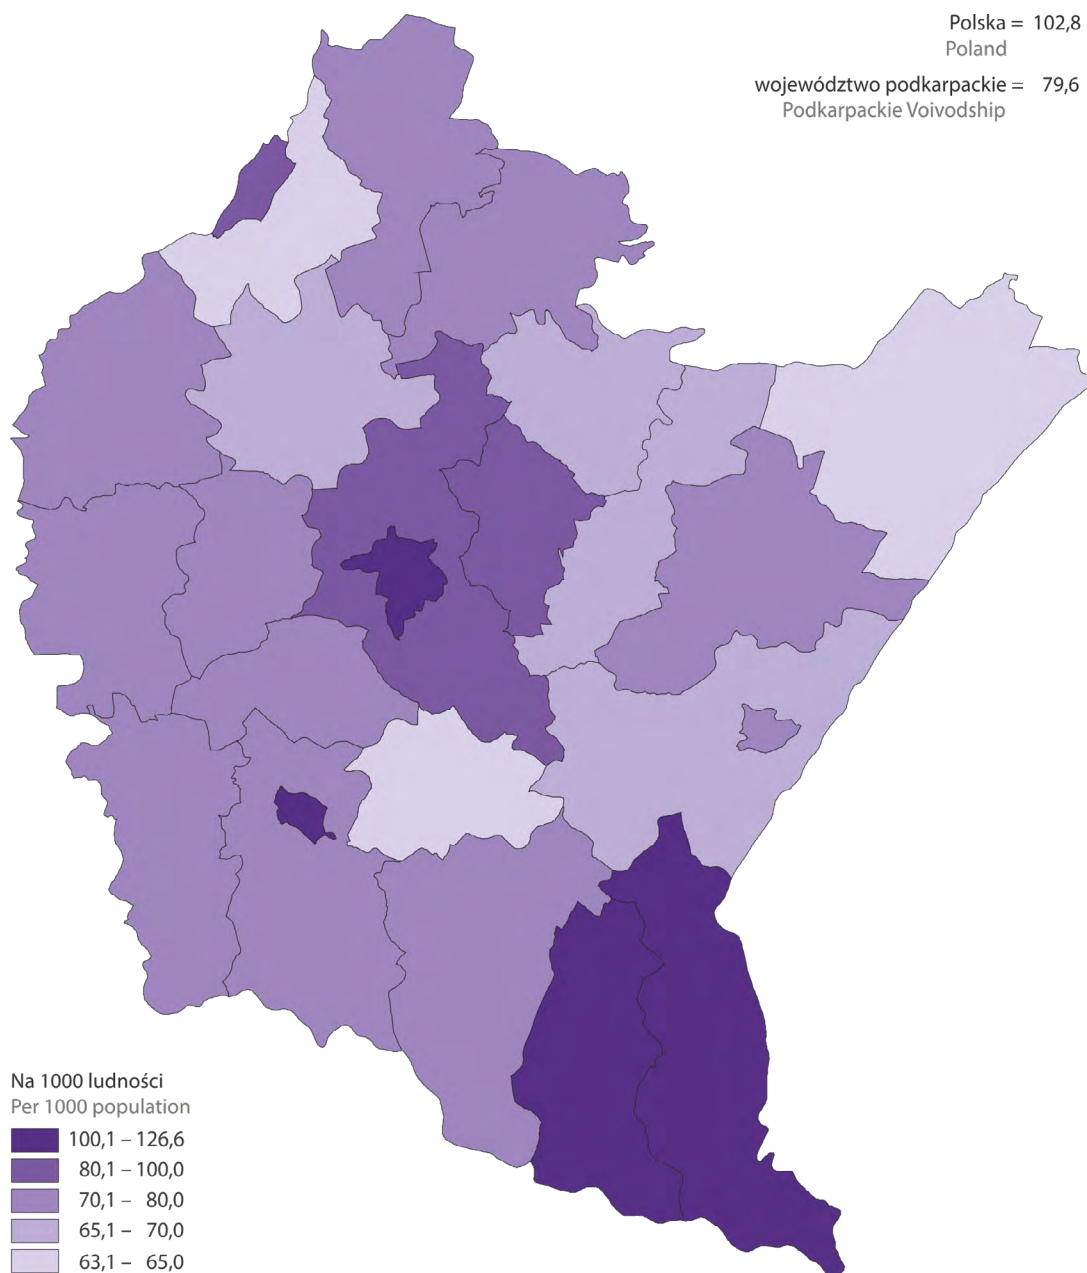 Polska = 102,8
Poland
województwo podkarpackie = 79,6
Podkarpackie Voivodship
Na 1000 ludności
Per 1000 population
100,1 – 126,6
80,1 – 100,0
70,1 – 80,0
65,1 – 70,0
63,1 – 65,0